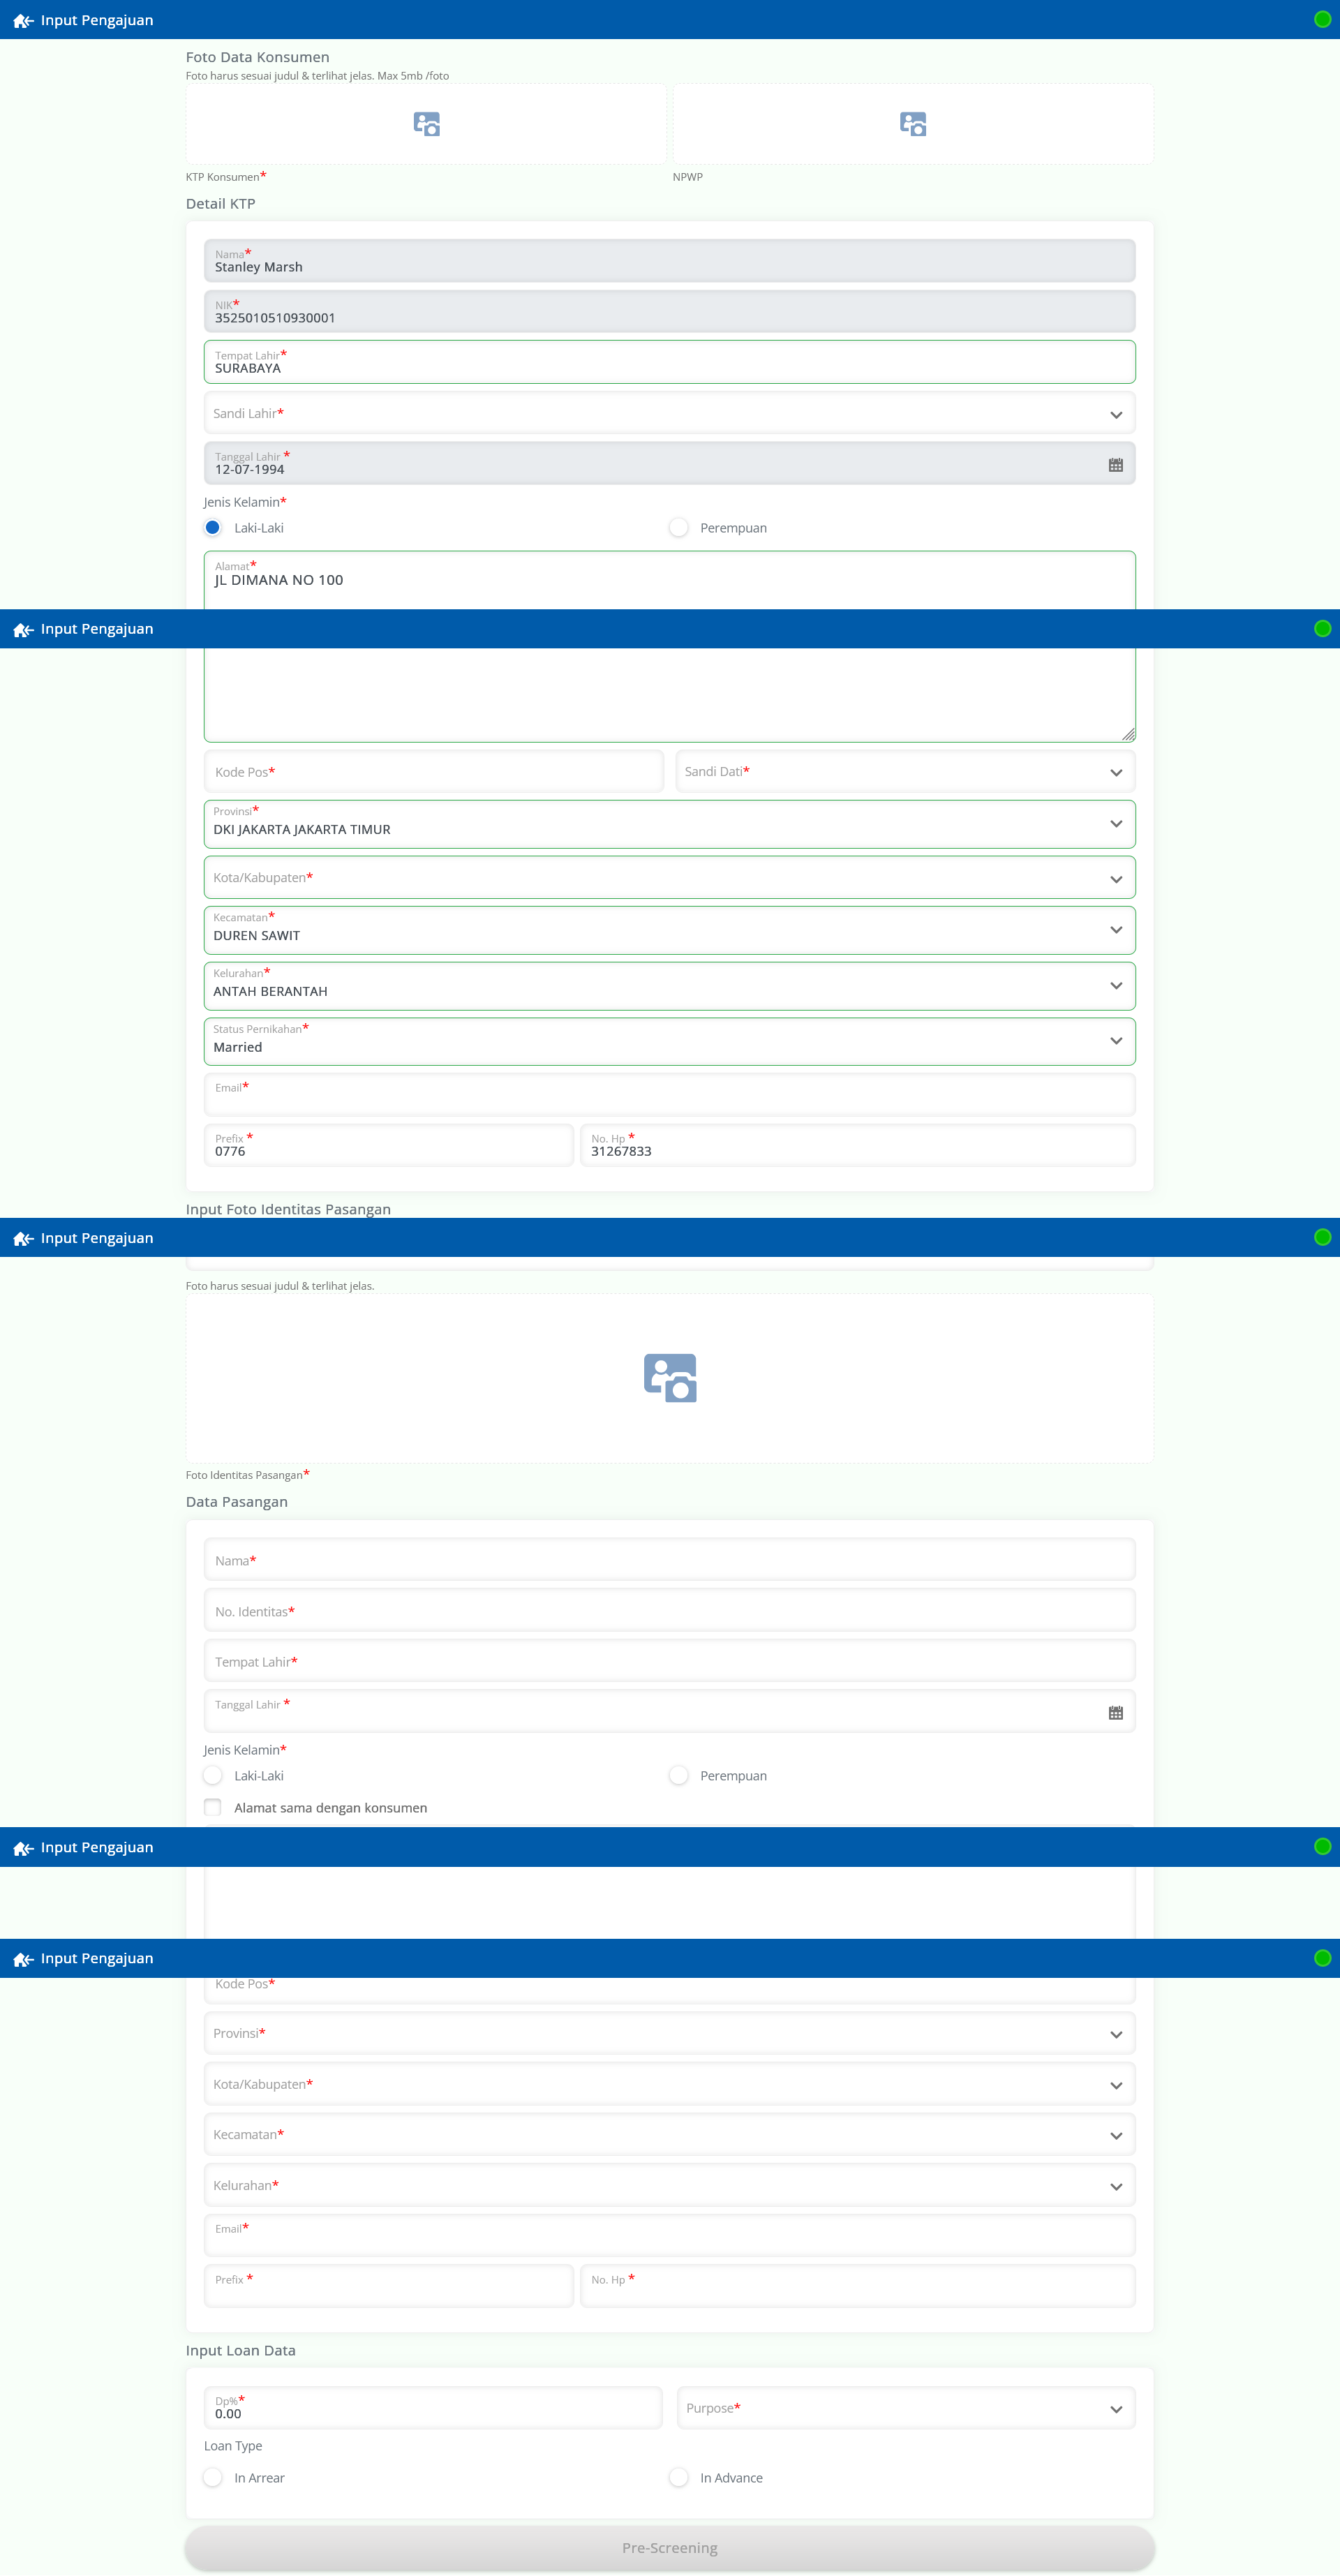 Input Pengajuan
Foto Data Konsumen
Foto harus sesuai judul & terlihat jelas. Max 5mb /foto
KTP Konsumen*
NPWP
Detail KTP
Nama*
Stanley Marsh
NIK*
3525010510930001
Tempat Lahir*
SURABAYA
Sandi Lahir*
Tanggal Lahir *
12-07-1994
Jenis Kelamin*
Laki-Laki
Perempuan
Alamat*
JL DIMANA NO 100
Input Pengajuan
Kode Pos*
Sandi Dati*
Provinsi*
DKI JAKARTA JAKARTA TIMUR
Kota/Kabupaten*
Kecamatan*
DUREN SAWIT
Kelurahan*
ANTAH BERANTAH
Status Pernikahan*
Married
Email*
Prefix *
0776
No. Hp *
31267833
Input Foto Identitas Pasangan
Input Pengajuan
Foto harus sesuai judul & terlihat jelas.
Foto Identitas Pasangan*
Data Pasangan
Nama*
No. Identitas*
Tempat Lahir*
Tanggal Lahir *
Jenis Kelamin*
Laki-Laki
Perempuan
Alamat sama dengan konsumen
Input Pengajuan
Input Pengajuan
Kode Pos*
Provinsi*
Kota/Kabupaten*
Kecamatan*
Kelurahan*
Email*
Prefix *
No. Hp *
Input Loan Data
Dp%*
0.00
Purpose*
Loan Type
In Arrear
In Advance
Pre-Screening